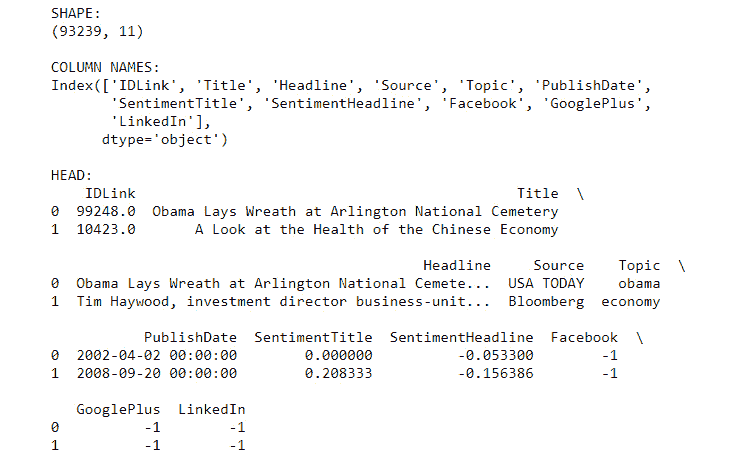 SHAPE:
(93239, 11)
COLUMN NAMES:
Index(['IDLink', 'Title', 'Headline', 'Source', 'Topic', 'PublishDate',
'SentimentTitle', 'SentimentHeadline', 'Facebook', 'GooglePlus',
'LinkedIn'],
dtype='object')
HEAD:
IDLink Title \
0 99248.0 Obama Lays Wreath at Arlington National Cemetery
1 10423.0 A Look at the Health of the Chinese Economy
Headline Source Topic \
0 Obama Lays Wreath at Arlington National Cemete... USA TODAY obama
1 Tim Haywood, investment director business-unit... Bloomberg economy
PublishDate SentimentTitle SentimentHeadline Facebook \
0 2002-04-02 00:00:00 0.000000 -0.053300 -1
1 2008-09-20 00:00:00 0.208333 -0.156386 -1
GooglePlus LinkedIn
0 -1 -1
1 -1 -1